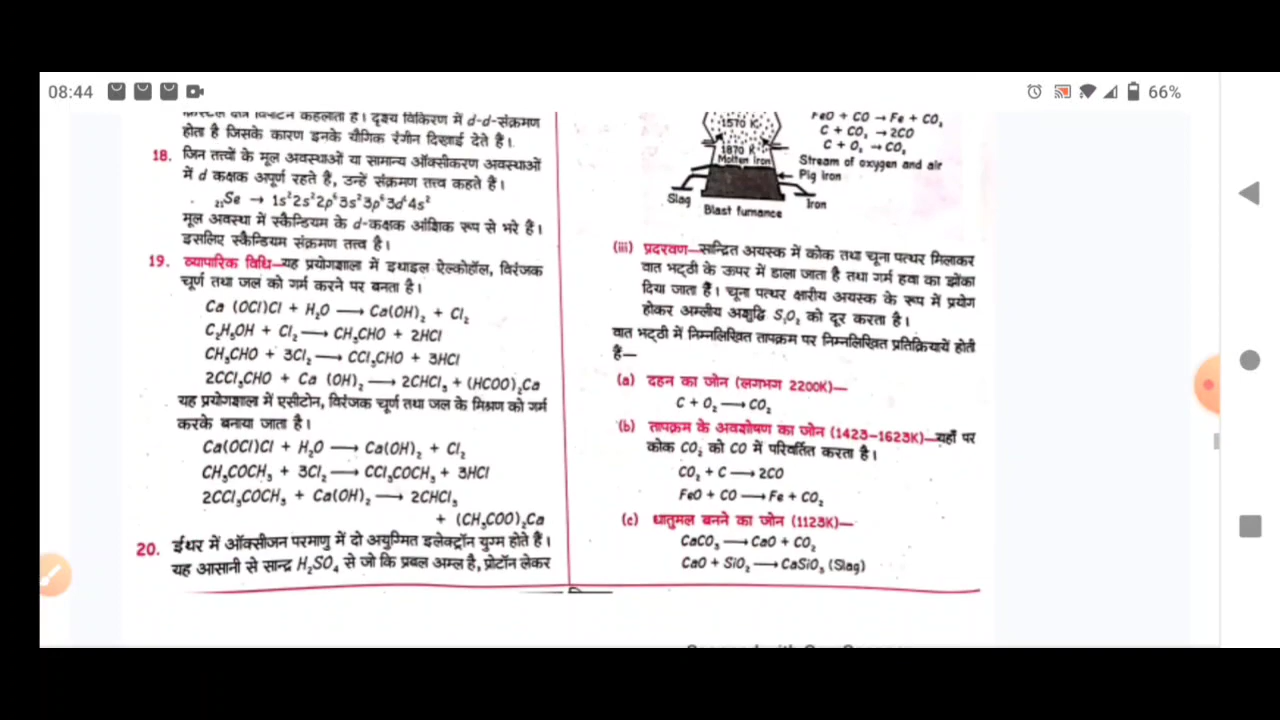 08:44
66%
क्रिस्टल क्षेत्र विपाटन कहलाता है। दृश्य विकिरण में d-d-संक्रमण
होता है जिसके कारण इनके यौगिक रंगीन दिखाई देते हैं।
18. जिन तत्त्वों के मूल अवस्थाओं या सामान्य ऑक्सीकरण अवस्थाओं
में d कक्षक अपूर्ण रहते हैं, उन्हें संक्रमण तत्त्व कहते हैं।
₂₁Se → 1s²2s²2p⁶3s²3p⁶3d¹4s²
मूल अवस्था में स्कैन्डियम के d-कक्षक आंशिक रूप से भरे हैं।
इसलिए स्कैन्डियम संक्रमण तत्त्व है।
19. व्यापारिक विधि—यह प्रयोगशाला में इथाइल ऐल्कोहॉल, विरंजक
चूर्ण तथा जल को गर्म करने पर बनता है।
Ca (OCl)Cl + H₂O ⟶ Ca(OH)₂ + Cl₂
C₂H₅OH + Cl₂ ⟶ CH₃CHO + 2HCl
CH₃CHO + 3Cl₂ ⟶ CCl₃CHO + 3HCl
2CCl₃CHO + Ca (OH)₂ ⟶ 2CHCl₃ + (HCOO)₂Ca
यह प्रयोगशाला में एसीटोन, विरंजक चूर्ण तथा जल के मिश्रण को गर्म
करके बनाया जाता है।
Ca(OCl)Cl + H₂O ⟶ Ca(OH)₂ + Cl₂
CH₃COCH₃ + 3Cl₂ ⟶ CCl₃COCH₃ + 3HCl
2CCl₃COCH₃ + Ca(OH)₂ ⟶ 2CHCl₃
+ (CH₃COO)₂Ca
20. ईथर में ऑक्सीजन परमाणु में दो अयुग्मित इलेक्ट्रॉन युग्म होते हैं।
यह आसानी से सान्द्र H₂SO₄ से जो कि प्रबल अम्ल है, प्रोटॉन लेकर
1570 K
1870 K
Molten Iron
Slag
Blast fumance
Iron
FeO + CO → Fe + CO₂
C + CO₂ → 2CO
C + O₂ → CO₂
Stream of oxygen and air
Pig iron
(iii) प्रदरवण—सान्द्रित अयस्क में कोक तथा चूना पत्थर मिलाकर
वात भट्ठी के ऊपर में डाला जाता है तथा गर्म हवा का झोंका
दिया जाता है। चूना पत्थर क्षारीय अयस्क के रूप में प्रयोग
होकर अम्लीय अशुद्धि SᵢO₂ को दूर करता है।
वात भट्ठी में निम्नलिखित तापक्रम पर निम्नलिखित प्रतिक्रियायें होती
हैं—
(a) दहन का जोन (लगभग 2200K)—
C + O₂ ⟶ CO₂
(b) तापक्रम के अवशोषण का जोन (1423–1623K)—यहाँ पर
कोक CO₂ को CO में परिवर्तित करता है।
CO₂ + C ⟶ 2CO
FeO + CO ⟶ Fe + CO₂
(c) धातुमल बनने का जोन (1123K)—
CaCO₃ ⟶ CaO + CO₂
CaO + SiO₂ ⟶ CaSiO₃ (Slag)